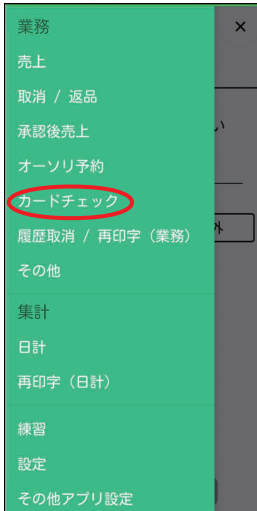 業務
×
売上
取消 / 返品
承認後売上
い
オーソリ予約
カードチェック
履歴取消 / 再印字（業務）
外
その他
集計
日計
再印字（日計）
練習
設定
その他アプリ設定